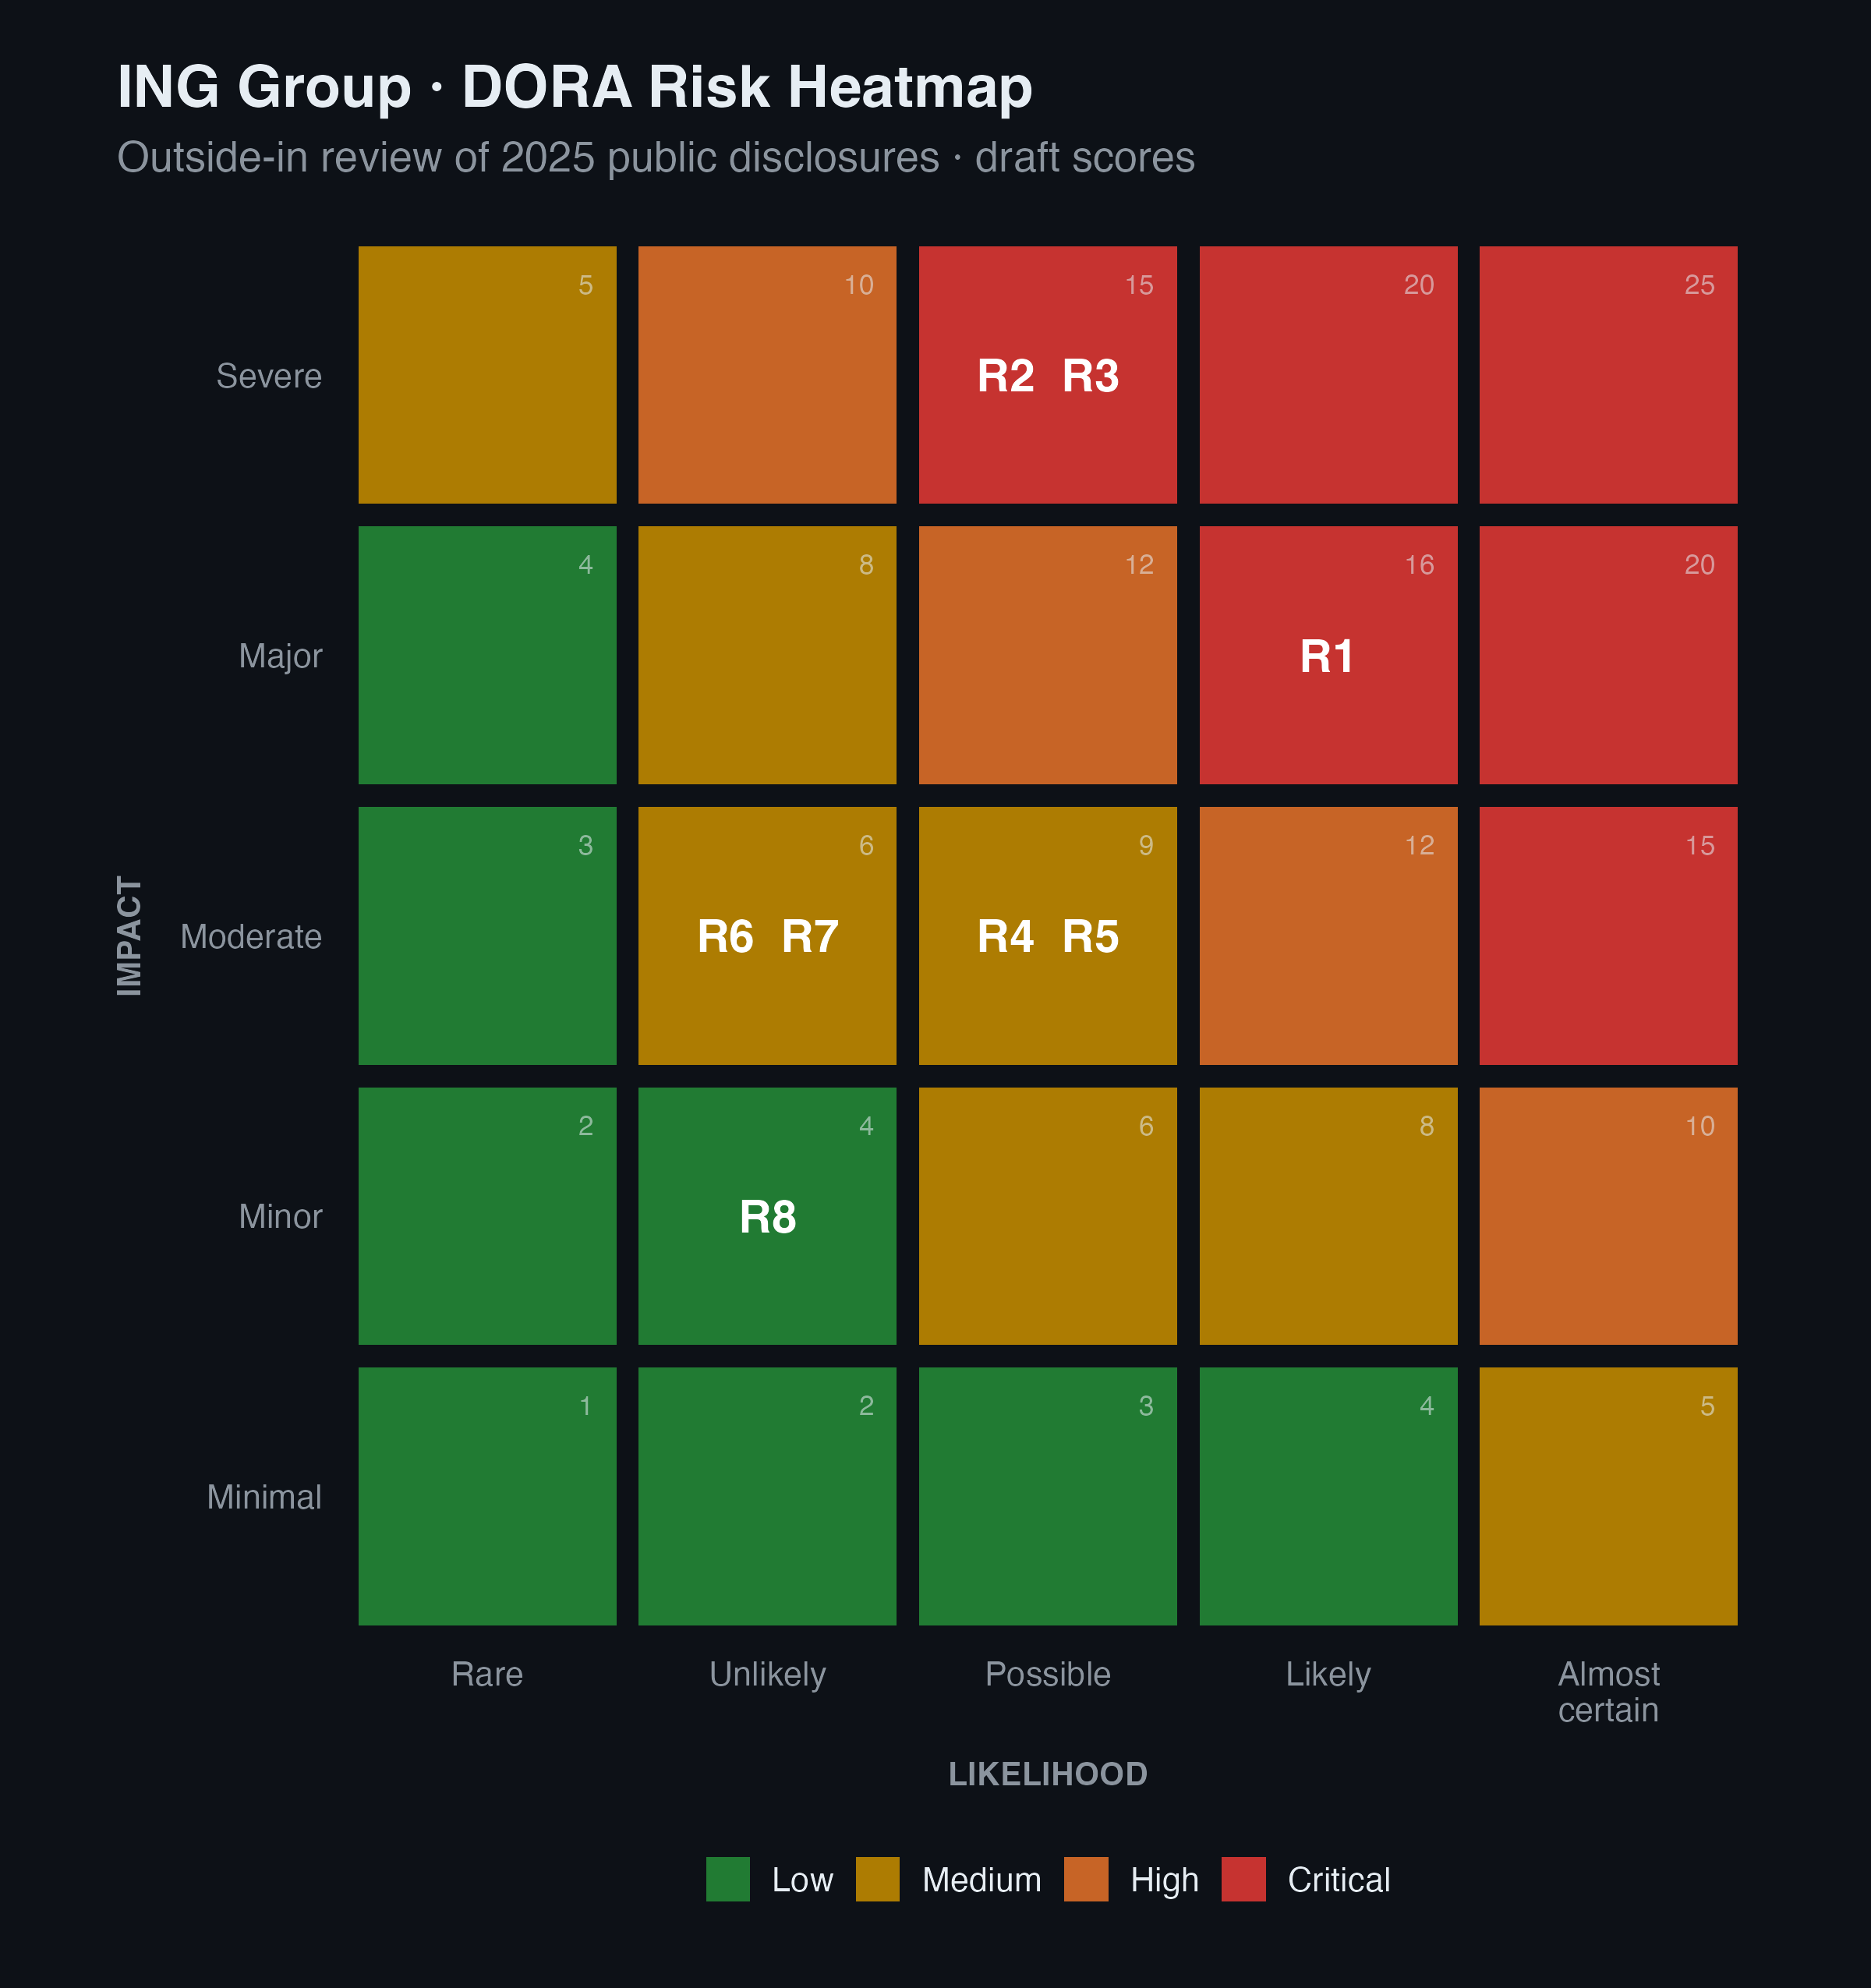 ING Group · DORA Risk Heatmap
Outside-in review of 2025 public disclosures · draft scores
5 10 15 20 25
Severe R2 R3
4 8 12 16 20
Major R1
3 6 9 12 15
IMPACT
Moderate R6 R7 R4 R5
2 4 6 8 10
Minor R8
1 2 3 4 5
Minimal
Rare Unlikely Possible Likely Almost
certain
LIKELIHOOD
Low Medium High Critical